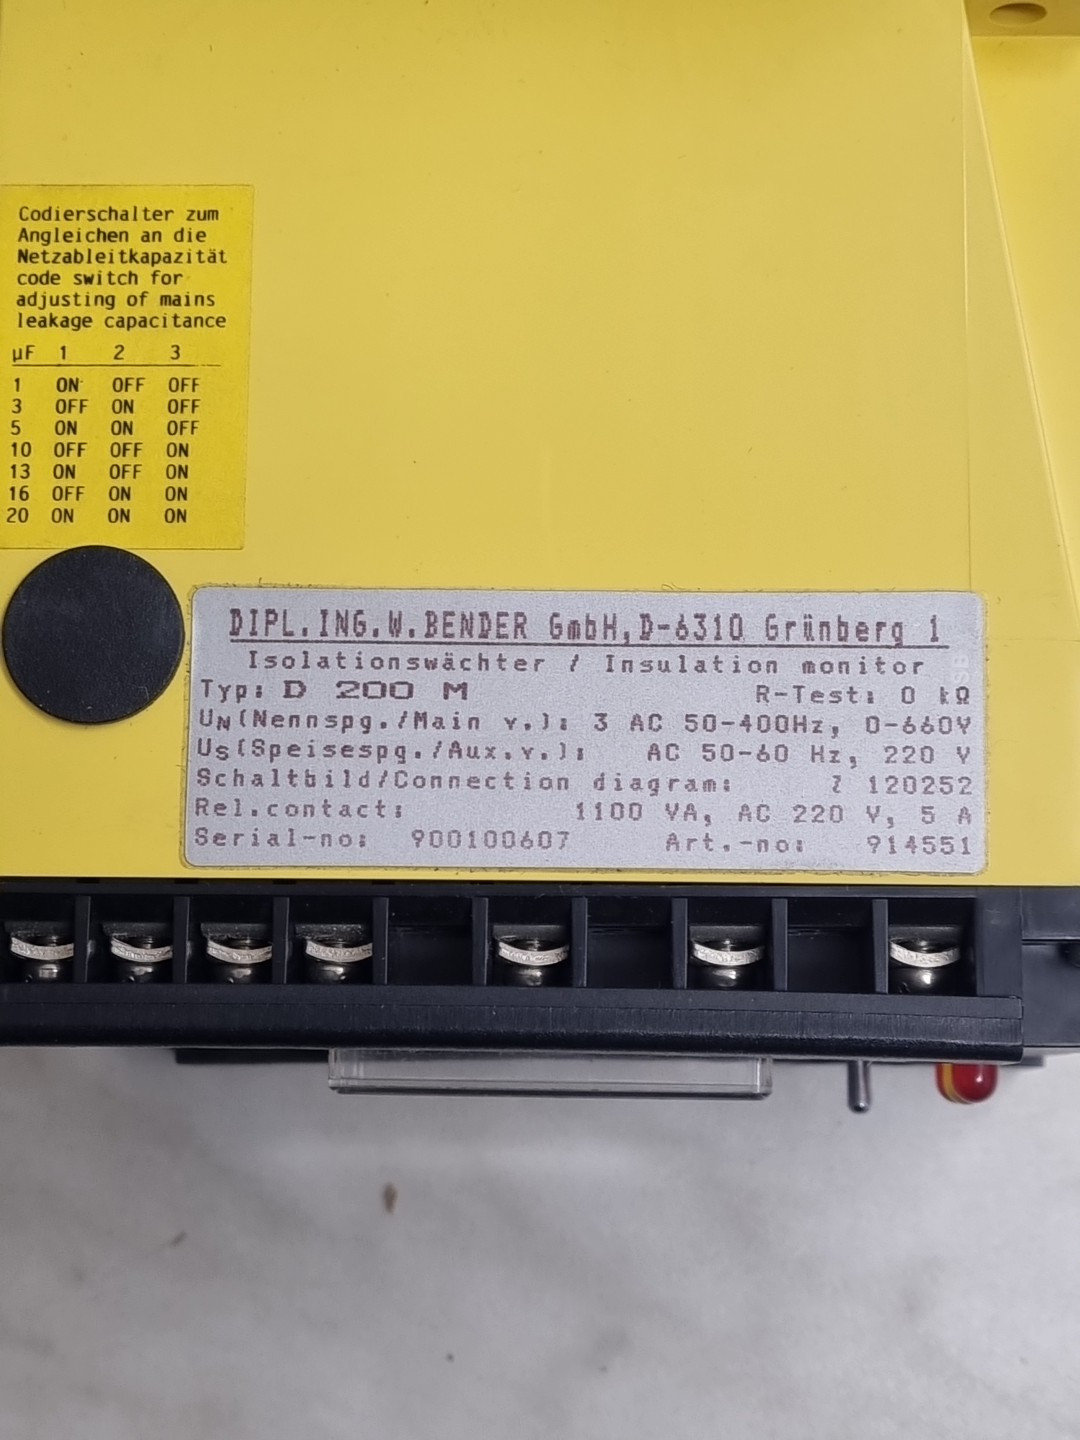 Codierschalter zum
Angleichen an die
Netzableitkapazität
code switch for
adjusting of mains
leakage capacitance
µF 1 2 3
1 ON OFF OFF
3 OFF ON OFF
5 ON ON OFF
10 OFF OFF ON
13 ON OFF ON
16 OFF ON ON
20 ON ON ON
DIPL.ING.W.BENDER GmbH,D-6310 Grünberg 1
Isolationswächter / Insulation monitor
Typ: D 200 M R-Test: 0 kΩ
UN(Nennspg./Main v.): 3 AC 50-400Hz, 0-660V
US(Speisespg./Aux.v.): AC 50-60 Hz, 220 V
Schaltbild/Connection diagram: Z 120252
Rel.contact: 1100 VA, AC 220 V, 5 A
Serial-no: 900100607 Art.-no: 914551